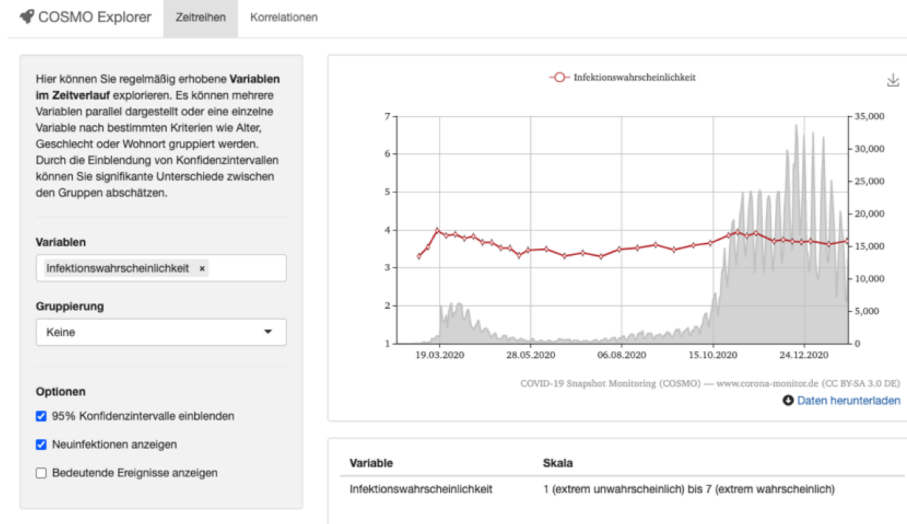 COSMO Explorer Zeitreihen Korrelationen
Hier können Sie regelmäßig erhobene Variablen
im Zeitverlauf explorieren. Es können mehrere
Variablen parallel dargestellt oder eine einzelne
Variable nach bestimmten Kriterien wie Alter,
Geschlecht oder Wohnort gruppiert werden.
Durch die Einblendung von Konfidenzintervallen
können Sie signifikante Unterschiede zwischen
den Gruppen abschätzen.
Variablen
Infektionswahrscheinlichkeit ×
Gruppierung
Keine
Optionen
95% Konfidenzintervalle einblenden
Neuinfektionen anzeigen
Bedeutende Ereignisse anzeigen
Infektionswahrscheinlichkeit
7 35,000
6 30,000
5 25,000
20,000
4 15,000
3 10,000
2 5,000
1 0
19.03.2020 28.05.2020 06.08.2020 15.10.2020 24.12.2020
COVID-19 Snapshot Monitoring (COSMO) — www.corona-monitor.de (CC BY-SA 3.0 DE)
Daten herunterladen
Variable Skala
Infektionswahrscheinlichkeit 1 (extrem unwahrscheinlich) bis 7 (extrem wahrscheinlich)